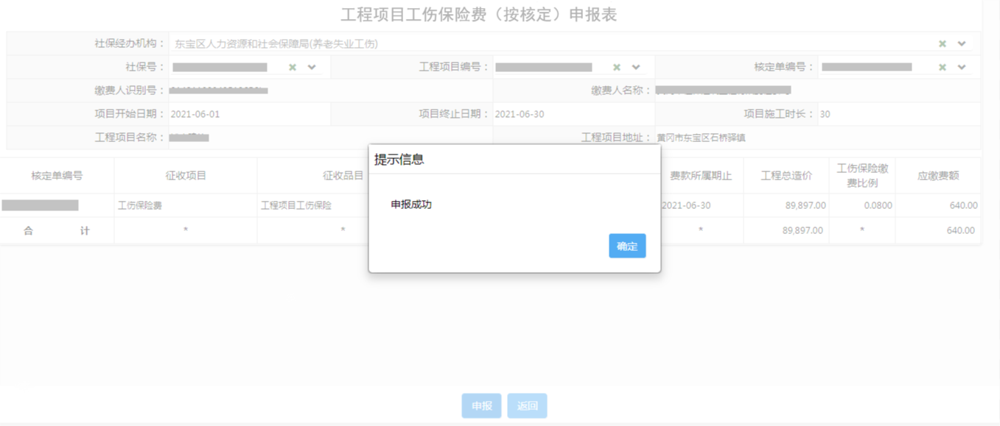 工程项目工伤保险费（按核定）申报表
社保经办机构： 东宝区人力资源和社会保障局(养老失业工伤)
社保号： 工程项目编号： 核定单编号：
缴费人识别号： 缴费人名称：
项目开始日期： 2021-06-01 项目终止日期： 2021-06-30 项目施工时长： 30
工程项目名称： 工程项目地址： 黄冈市东宝区石桥驿镇
提示信息
申报成功
确定
核定单编号 征收项目 征收品目 费款所属期止 工程总造价 工伤保险缴费比例 应缴费额
工伤保险费 工程项目工伤保险 2021-06-30 89,897.00 0.0800 640.00
合 计 * * * 89,897.00 * 640.00
申报 返回